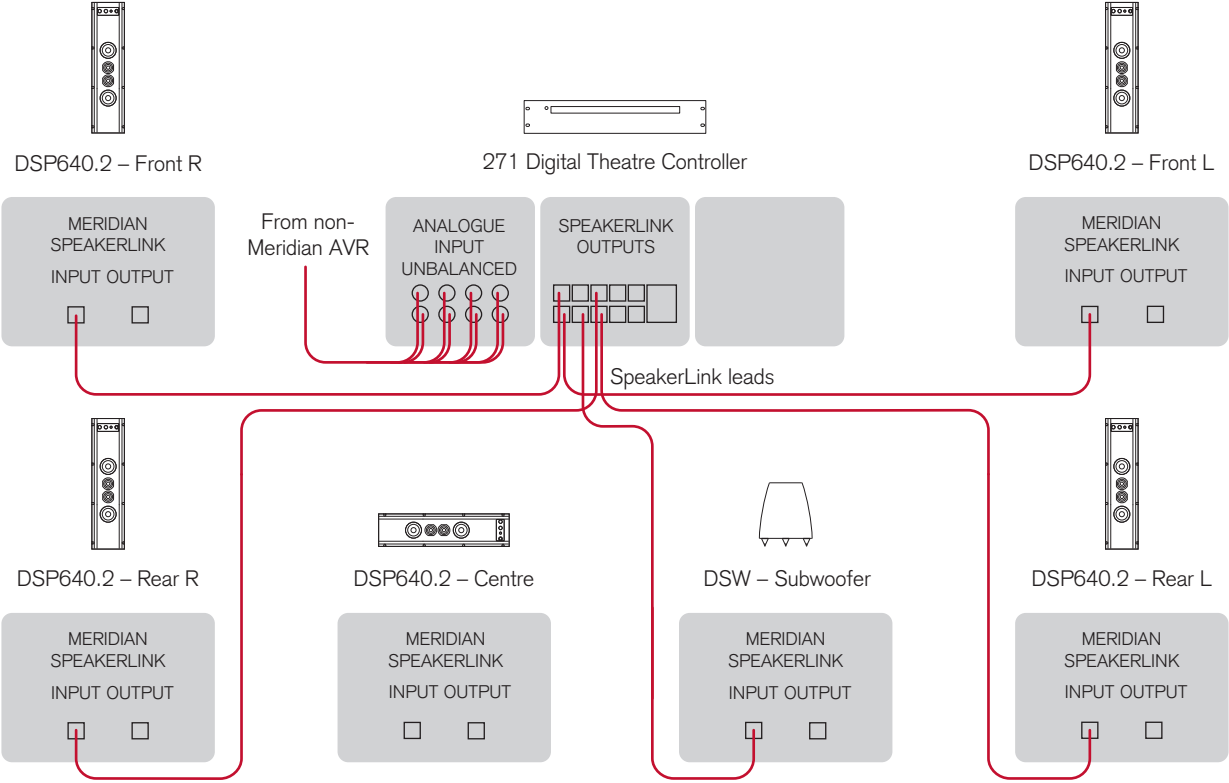 DSP640.2 – Front R
271 Digital Theatre Controller
DSP640.2 – Front L
MERIDIAN
SPEAKERLINK
INPUT OUTPUT
From non-
Meridian AVR
ANALOGUE
INPUT
UNBALANCED
SPEAKERLINK
OUTPUTS
MERIDIAN
SPEAKERLINK
INPUT OUTPUT
SpeakerLink leads
DSP640.2 – Rear R
DSP640.2 – Centre
DSW – Subwoofer
DSP640.2 – Rear L
MERIDIAN
SPEAKERLINK
INPUT OUTPUT
MERIDIAN
SPEAKERLINK
INPUT OUTPUT
MERIDIAN
SPEAKERLINK
INPUT OUTPUT
MERIDIAN
SPEAKERLINK
INPUT OUTPUT